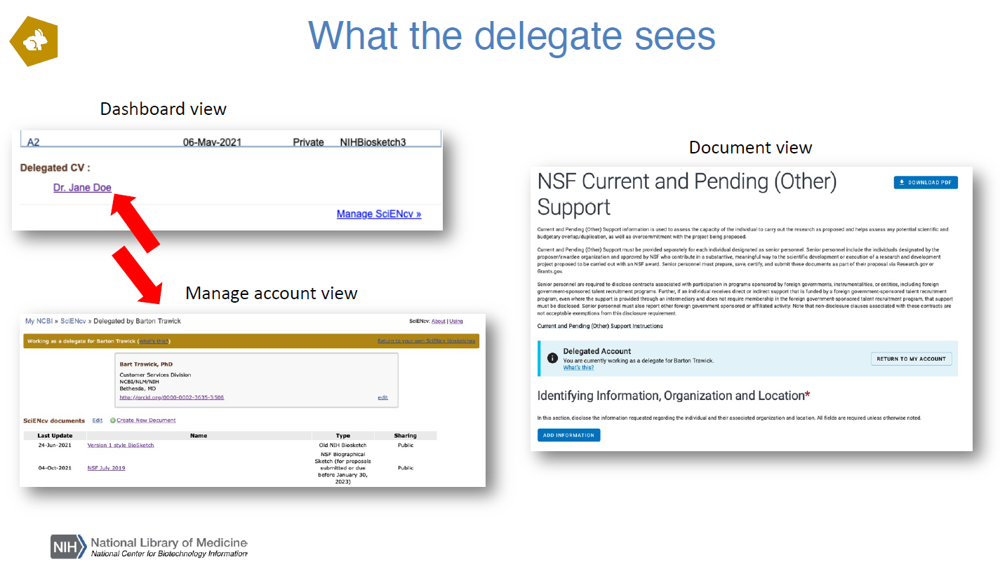 What the delegate sees
Dashboard view
A2 06-May-2021 Private NIHBiosketch3
Delegated CV :
Dr. Jane Doe
Manage SciENcv »
Manage account view
My NCBI » SciENcv » Delegated by Barton Trawick SciENcv: About | Using
Working as a delegate for Barton Trawick (what's this?) Return to your own SciENcv biosketches
Bart Trawick, PhD
Customer Services Division
NCBI/NLM/NIH
Bethesda, MD
http://orcid.org/0000-0002-3635-3508 edit
SciENcv documents Edit Create New Document
Last Update Name Type Sharing
24-Jun-2021 Version 1 style BioSketch Old NIH Biosketch Public
NSF Biographical
Sketch (for proposals
04-Oct-2021 NSF July 2019 submitted or due Public
before January 30,
2023)
Document view
NSF Current and Pending (Other)
Support
DOWNLOAD PDF
Current and Pending (Other) Support information is used to assess the capacity of the individual to carry out the research as proposed and helps assess any potential scientific and
budgetary overlap/duplication, as well as overcommitment with the project being proposed.
Current and Pending (Other) Support must be provided separately for each individual designated as senior personnel. Senior personnel include the individuals designated by the
proposer/awardee organization and approved by NSF who contribute in a substantive, meaningful way to the scientific development or execution of a research and development
project proposed to be carried out with an NSF award. Senior personnel must prepare, save, certify, and submit these documents as part of their proposal via Research.gov or
Grants.gov.
Senior personnel are required to disclose contracts associated with participation in programs sponsored by foreign governments, instrumentalities, or entities, including foreign
government-sponsored talent recruitment programs. Further, if an individual receives direct or indirect support that is funded by a foreign government-sponsored talent recruitment
program, even where the support is provided through an intermediary and does not require membership in the foreign government-sponsored talent recruitment program, that support
must be disclosed. Senior personnel must also report other foreign government sponsored or affiliated activity. Note that non-disclosure clauses associated with these contracts are
not acceptable exemptions from this disclosure requirement.
Current and Pending (Other) Support Instructions
Delegated Account
You are currently working as a delegate for Barton Trawick.
What's this?
RETURN TO MY ACCOUNT
Identifying Information, Organization and Location*
In this section, disclose the information requested regarding the individual and their associated organization and location. All fields are required unless otherwise noted.
ADD INFORMATION
NIH National Library of Medicine
National Center for Biotechnology Information